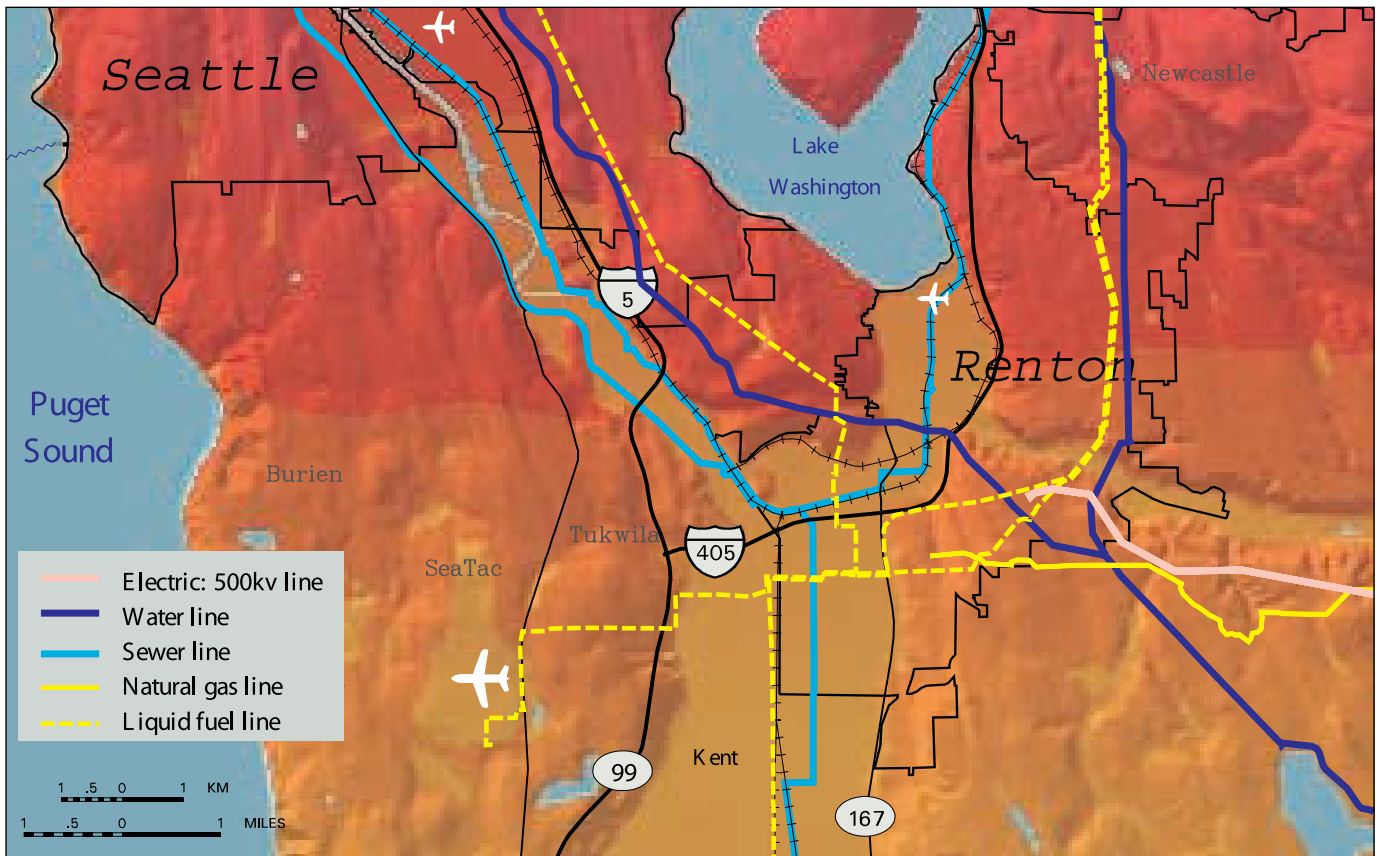 Seattle
Newcastle
Lake
Washington
5
Renton
Puget
Sound
Burien
Tukwila
405
SeaTac
Electric: 500kv line
Water line
Sewer line
Natural gas line
Liquid fuel line
Kent
99
167
1 .5 0 1 KM
1 .5 0 1 MILES